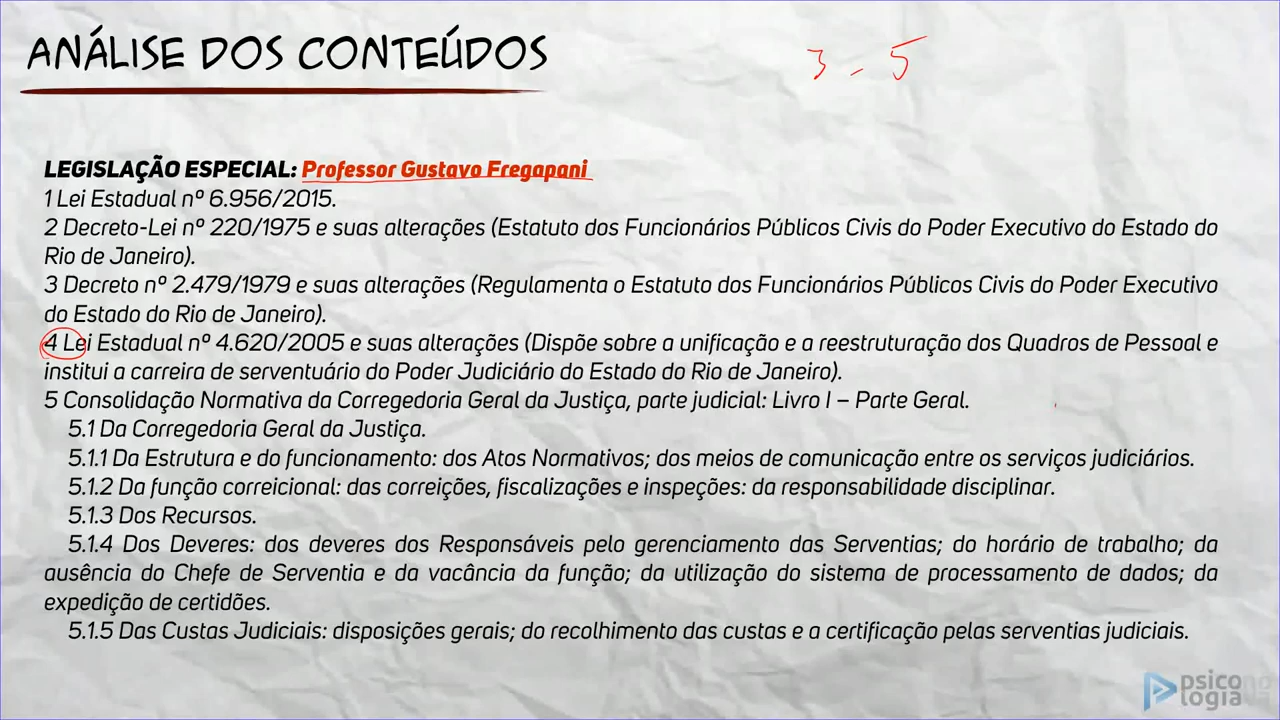 ANÁLISE DOS CONTEÚDOS
3 - 5
LEGISLAÇÃO ESPECIAL: Professor Gustavo Fregapani
1 Lei Estadual nº 6.956/2015.
2 Decreto-Lei nº 220/1975 e suas alterações (Estatuto dos Funcionários Públicos Civis do Poder Executivo do Estado do
Rio de Janeiro).
3 Decreto nº 2.479/1979 e suas alterações (Regulamenta o Estatuto dos Funcionários Públicos Civis do Poder Executivo
do Estado do Rio de Janeiro).
4 Lei Estadual nº 4.620/2005 e suas alterações (Dispõe sobre a unificação e a reestruturação dos Quadros de Pessoal e
institui a carreira de serventuário do Poder Judiciário do Estado do Rio de Janeiro).
5 Consolidação Normativa da Corregedoria Geral da Justiça, parte judicial: Livro I – Parte Geral.
5.1 Da Corregedoria Geral da Justiça.
5.1.1 Da Estrutura e do funcionamento: dos Atos Normativos; dos meios de comunicação entre os serviços judiciários.
5.1.2 Da função correicional: das correições, fiscalizações e inspeções: da responsabilidade disciplinar.
5.1.3 Dos Recursos.
5.1.4 Dos Deveres: dos deveres dos Responsáveis pelo gerenciamento das Serventias; do horário de trabalho; da
ausência do Chefe de Serventia e da vacância da função; da utilização do sistema de processamento de dados; da
expedição de certidões.
5.1.5 Das Custas Judiciais: disposições gerais; do recolhimento das custas e a certificação pelas serventias judiciais.
psico
logia